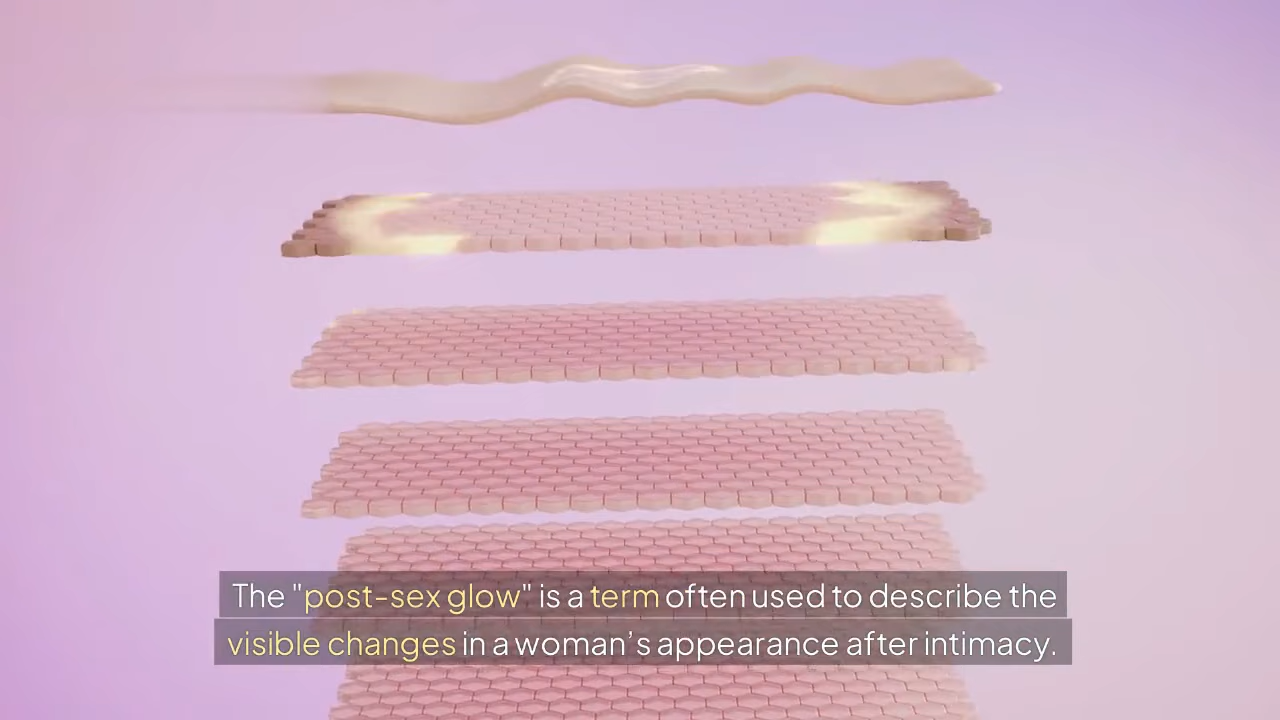 The "post-sex glow" is a term often used to describe the
visible changes in a woman’s appearance after intimacy.